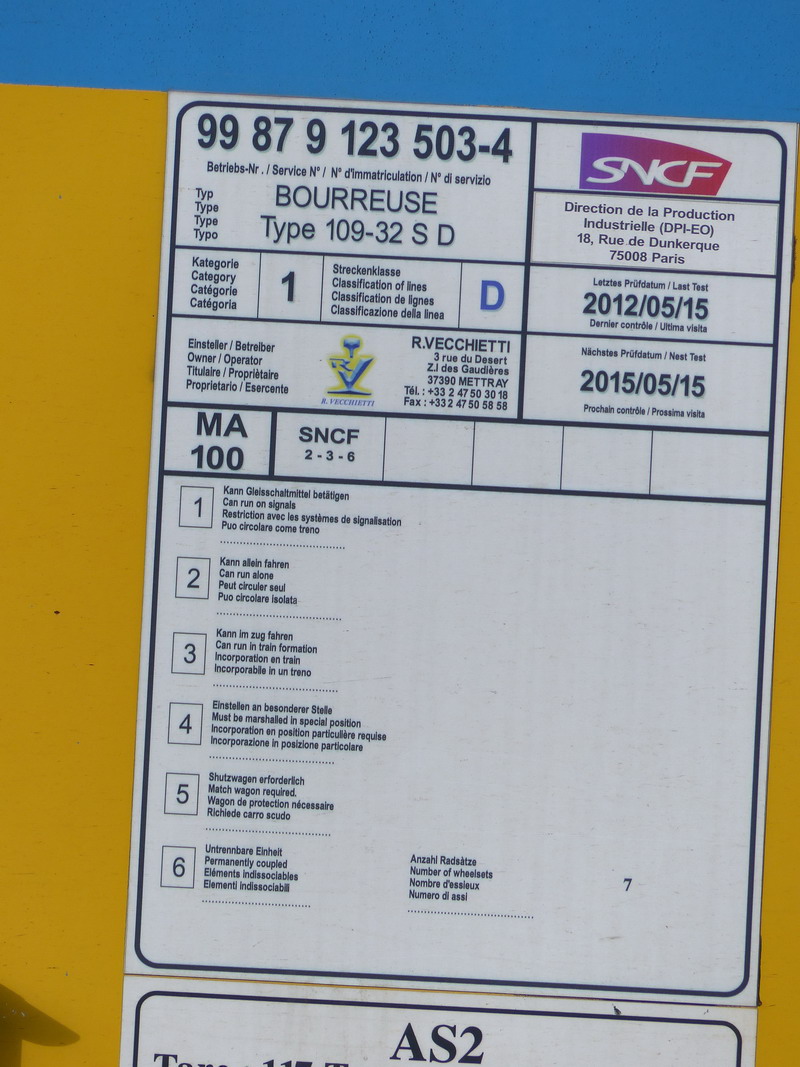 99 87 9 123 503-4
Betriebs-Nr . / Service N° / N° d'immatriculation / N° di servizio
Typ
Type
Type
Typo
BOURREUSE
Type 109-32 S D
SNCF
Direction de la Production
Industrielle (DPI-EO)
18, Rue de Dunkerque
75008 Paris
Kategorie
Category
Catégorie
Catégoria
1
Streckenklasse
Classification of lines
Classification de lignes
Classificazione della linea
D
Letztes Prüfdatum / Last Test
2012/05/15
Dernier contrôle / Ultima visita
Einsteller / Betreiber
Owner / Operator
Titulaire / Propriètaire
Proprietario / Esercente
R. VECCHIETTI
R.VECCHIETTI
3 rue du Desert
Z.I des Gaudières
37390 METTRAY
Tél. : +33 2 47 50 30 18
Fax : +33 2 47 50 58 58
Nächstes Prüfdatum / Nest Test
2015/05/15
Prochain contrôle / Prossima visita
MA
100
SNCF
2 - 3 - 6
1
Kann Gleisschaltmittel betätigen
Can run on signals
Restriction avec les systèmes de signalisation
Puo circolare come treno
2
Kann allein fahren
Can run alone
Peut circuler seul
Puo circolare isolata
3
Kann im zug fahren
Can run in train formation
Incorporation en train
Incorporabile in un treno
4
Einstellen an besonderer Stelle
Must be marshalled in special position
Incorporation en position particulière requise
Incorporazione in posizione particolare
5
Shutzwagen erforderlich
Match wagon required.
Wagon de protection nécessaire
Richiede carro scudo
6
Untrennbare Einheit
Permanently coupled
Eléments indissociables
Elementi indissociabili
Anzahl Radsätze
Number of wheelsets
Nombre d'essieux
Numero di assi
7
AS2